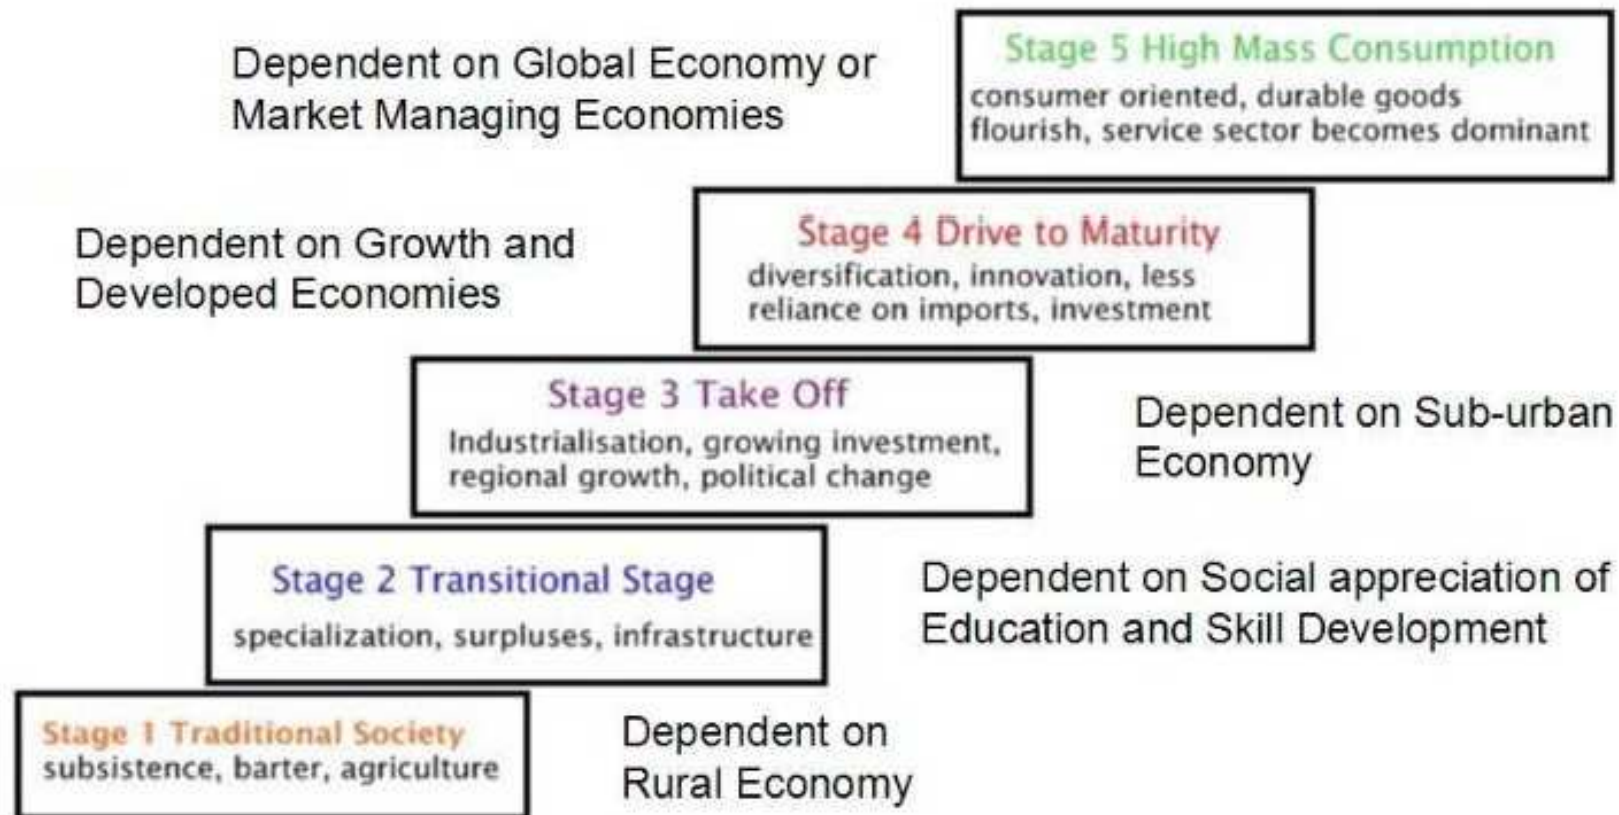 Dependent on Global Economy or
Market Managing Economies
Stage 5 High Mass Consumption
consumer oriented, durable goods
flourish, service sector becomes dominant
Dependent on Growth and
Developed Economies
Stage 4 Drive to Maturity
diversification, innovation, less
reliance on imports, investment
Stage 3 Take Off
Industrialisation, growing investment,
regional growth, political change
Dependent on Sub-urban
Economy
Stage 2 Transitional Stage
specialization, surpluses, infrastructure
Dependent on Social appreciation of
Education and Skill Development
Stage 1 Traditional Society
subsistence, barter, agriculture
Dependent on
Rural Economy